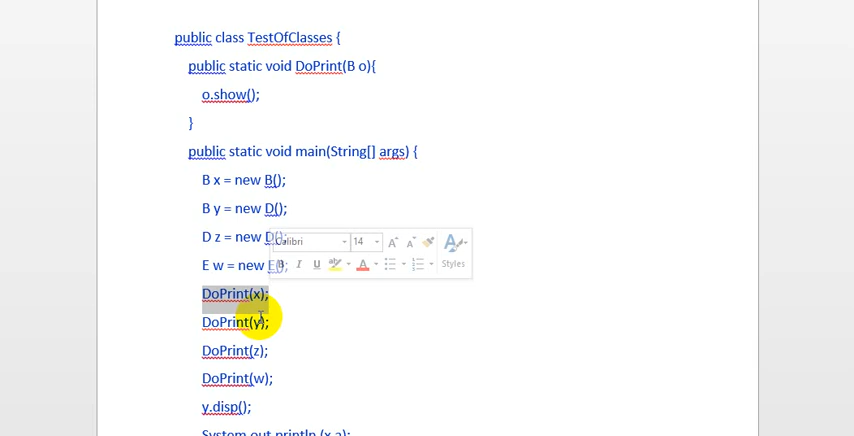 public class TestOfClasses {
public static void DoPrint(B o){
o.show();
}
public static void main(String[] args) {
B x = new B();
B y = new D();
D z = new D();
Calibri 14 A A A
E w = new E();
B I U ab A Styles
DoPrint(x);
DoPrint(y);
DoPrint(z);
DoPrint(w);
y.disp();
System.out.println (x.a);